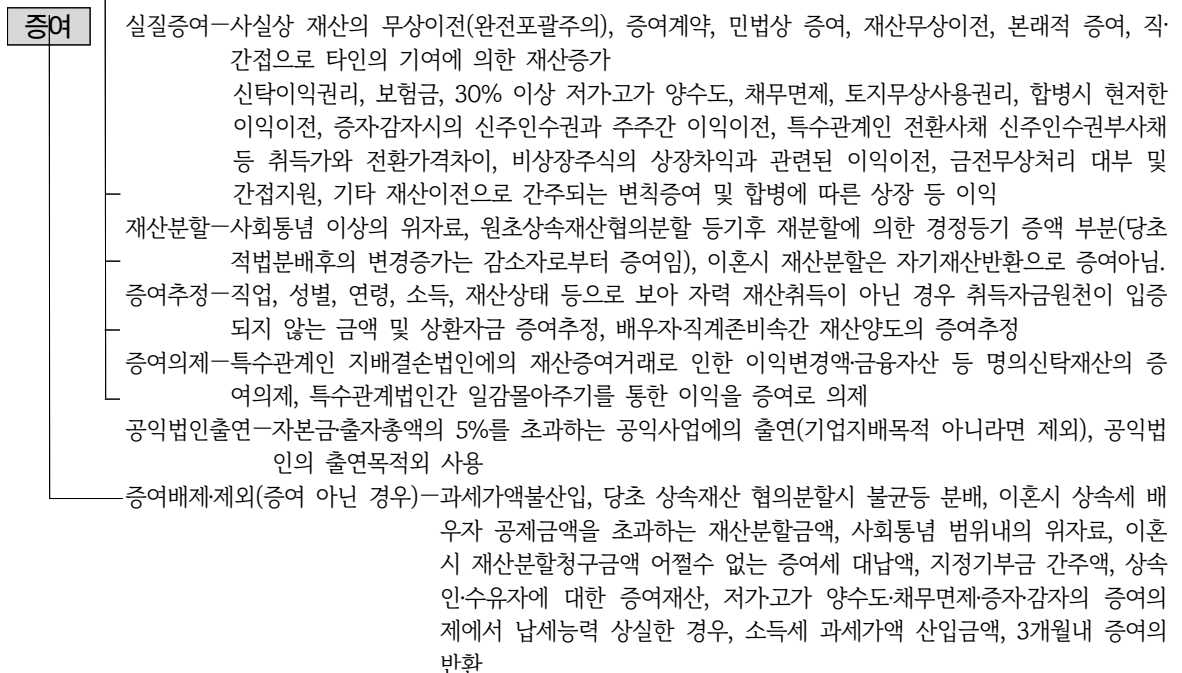 증여
실질증여－사실상 재산의 무상이전(완전포괄주의), 증여계약, 민법상 증여, 재산무상이전, 본래적 증여, 직·
간접으로 타인의 기여에 의한 재산증가
신탁이익권리, 보험금, 30% 이상 저가·고가 양수도, 채무면제, 토지무상사용권리, 합병시 현저한
이익이전, 증자·감자시의 신주인수권과 주주간 이익이전, 특수관계인 전환사채 신주인수권부사채
등 취득가와 전환가격차이, 비상장주식의 상장차익과 관련된 이익이전, 금전무상처리 대부 및
간접지원, 기타 재산이전으로 간주되는 변칙증여 및 합병에 따른 상장 등 이익
재산분할－사회통념 이상의 위자료, 원초상속재산협의분할 등기후 재분할에 의한 경정등기 증액 부분(당초
적법분배후의 변경증가는 감소자로부터 증여임), 이혼시 재산분할은 자기재산반환으로 증여아님.
증여추정－직업, 성별, 연령, 소득, 재산상태 등으로 보아 자력 재산취득이 아닌 경우 취득자금원천이 입증
되지 않는 금액 및 상환자금 증여추정, 배우자·직계존비속간 재산양도의 증여추정
증여의제－특수관계인 지배결손법인에의 재산증여거래로 인한 이익변경액·금융자산 등 명의신탁재산의 증
여의제, 특수관계법인간 일감몰아주기를 통한 이익을 증여로 의제
공익법인출연－자본금·출자총액의 5%를 초과하는 공익사업에의 출연(기업지배목적 아니라면 제외), 공익법
인의 출연목적외 사용
증여배제·제외(증여 아닌 경우)－과세가액불산입, 당초 상속재산 협의분할시 불균등 분배, 이혼시 상속세 배
우자 공제금액을 초과하는 재산분할금액, 사회통념 범위내의 위자료, 이혼
시 재산분할청구금액 어쩔수 없는 증여세 대납액, 지정기부금 간주액, 상속
인·수유자에 대한 증여재산, 저가·고가 양수도·채무면제·증자·감자의 증여의
제에서 납세능력 상실한 경우, 소득세 과세가액 산입금액, 3개월내 증여의
반환